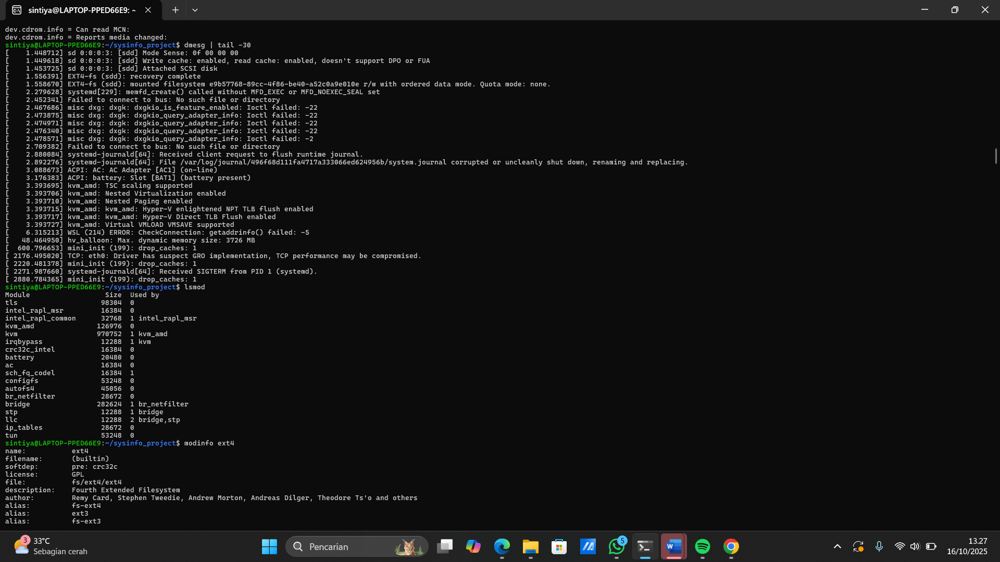 sintiya@LAPTOP-PPED66E9: ~
dev.cdrom.info = Can read MCN:
dev.cdrom.info = Reports media changed:
sintiya@LAPTOP-PPED66E9:~/sysinfo_project$ dmesg | tail -30
[    1.448712] sd 0:0:0:3: [sdd] Mode Sense: 0f 00 00 00
[    1.449618] sd 0:0:0:3: [sdd] Write cache: enabled, read cache: enabled, doesn't support DPO or FUA
[    1.453725] sd 0:0:0:3: [sdd] Attached SCSI disk
[    1.556391] EXT4-fs (sdd): recovery complete
[    1.558670] EXT4-fs (sdd): mounted filesystem e9b57768-89cc-4f86-be40-a52c0a9e010e r/w with ordered data mode. Quota mode: none.
[    2.279628] systemd[229]: memfd_create() called without MFD_EXEC or MFD_NOEXEC_SEAL set
[    2.452341] Failed to connect to bus: No such file or directory
[    2.467686] misc dxg: dxgk: dxgkio_is_feature_enabled: Ioctl failed: -22
[    2.473875] misc dxg: dxgk: dxgkio_query_adapter_info: Ioctl failed: -22
[    2.474971] misc dxg: dxgk: dxgkio_query_adapter_info: Ioctl failed: -22
[    2.476340] misc dxg: dxgk: dxgkio_query_adapter_info: Ioctl failed: -22
[    2.478571] misc dxg: dxgk: dxgkio_query_adapter_info: Ioctl failed: -2
[    2.709382] Failed to connect to bus: No such file or directory
[    2.880084] systemd-journald[64]: Received client request to flush runtime journal.
[    2.892276] systemd-journald[64]: File /var/log/journal/496f68d111fa4717a333066ed624956b/system.journal corrupted or uncleanly shut down, renaming and replacing.
[    3.088673] ACPI: AC: AC Adapter [AC1] (on-line)
[    3.176383] ACPI: battery: Slot [BAT1] (battery present)
[    3.393695] kvm_amd: TSC scaling supported
[    3.393706] kvm_amd: Nested Virtualization enabled
[    3.393710] kvm_amd: Nested Paging enabled
[    3.393715] kvm_amd: kvm_amd: Hyper-V enlightened NPT TLB flush enabled
[    3.393717] kvm_amd: kvm_amd: Hyper-V Direct TLB Flush enabled
[    3.393727] kvm_amd: Virtual VMLOAD VMSAVE supported
[    6.315213] WSL (214) ERROR: CheckConnection: getaddrinfo() failed: -5
[   48.464950] hv_balloon: Max. dynamic memory size: 3726 MB
[  600.796653] mini_init (199): drop_caches: 1
[ 2176.495020] TCP: eth0: Driver has suspect GRO implementation, TCP performance may be compromised.
[ 2220.481378] mini_init (199): drop_caches: 1
[ 2271.987660] systemd-journald[64]: Received SIGTERM from PID 1 (systemd).
[ 2880.784365] mini_init (199): drop_caches: 1
sintiya@LAPTOP-PPED66E9:~/sysinfo_project$ lsmod
Module                  Size  Used by
tls                    98304  0
intel_rapl_msr         16384  0
intel_rapl_common      32768  1 intel_rapl_msr
kvm_amd               126976  0
kvm                   970752  1 kvm_amd
irqbypass              12288  1 kvm
crc32c_intel           16384  0
battery                20480  0
ac                     16384  0
sch_fq_codel           16384  1
configfs               53248  0
autofs4                45056  0
br_netfilter           28672  0
bridge                282624  1 br_netfilter
stp                    12288  1 bridge
llc                    12288  2 bridge,stp
ip_tables              28672  0
tun                    53248  0
sintiya@LAPTOP-PPED66E9:~/sysinfo_project$ modinfo ext4
name:           ext4
filename:       (builtin)
softdep:        pre: crc32c
license:        GPL
file:           fs/ext4/ext4
description:    Fourth Extended Filesystem
author:         Remy Card, Stephen Tweedie, Andrew Morton, Andreas Dilger, Theodore Ts'o and others
alias:          fs-ext4
alias:          ext3
alias:          fs-ext3
3
33°C
Sebagian cerah
Pencarian
5
W
13.27
16/10/2025